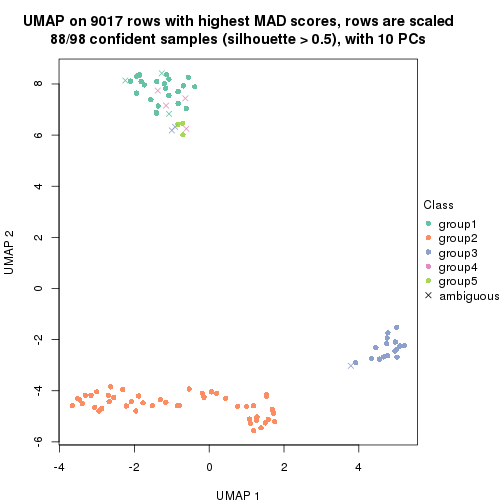 UMAP on 9017 rows with highest MAD scores, rows are scaled
88/98 confident samples (silhouette > 0.5), with 10 PCs
8
6
4
2
0
-2
-4
-6
UMAP 2
-4
-2
0
2
4
UMAP 1
Class
group1
group2
group3
group4
group5
ambiguous